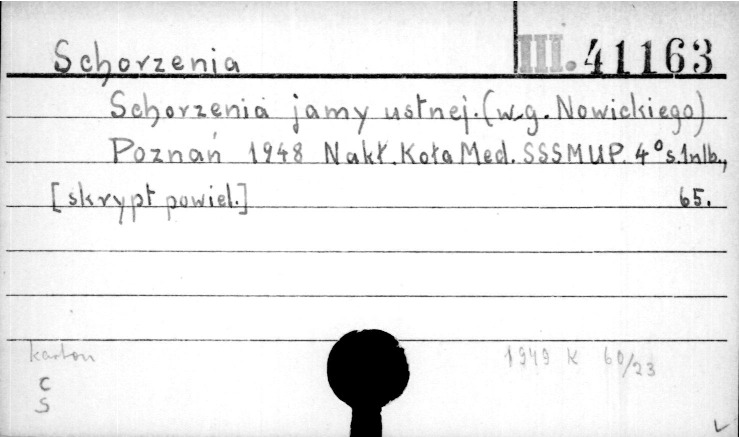 Schorzenia III. 41163
Schorzenia jamy ustnej. (w.g. Nowickiego)
Poznań 1948 Nakł. Koła Med. SSSMUP. 4° s. 1nlb.,
[skrypt powiel.] 65.
karton
1949 K 60/23
C
S